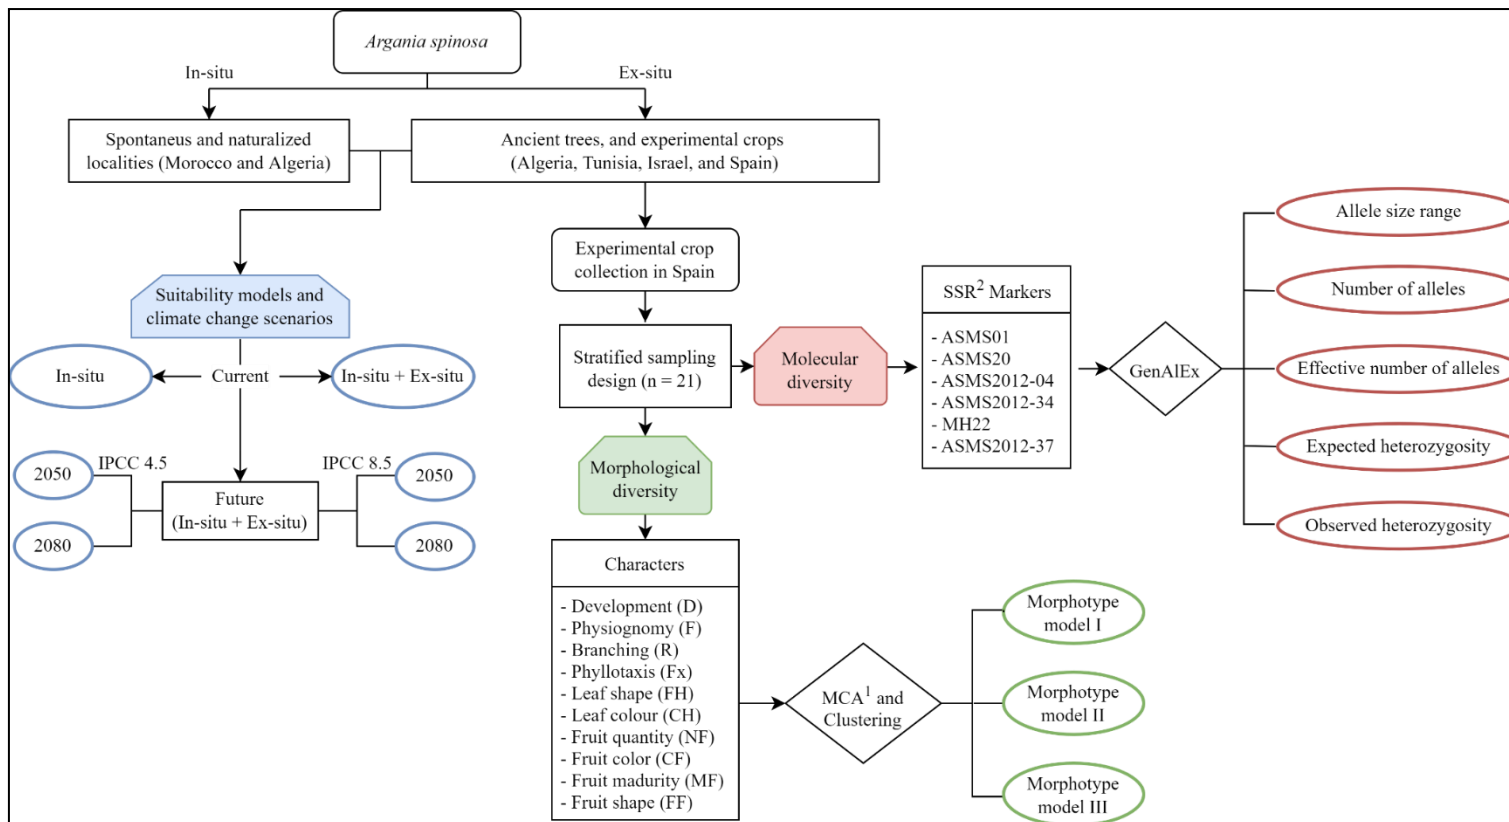 Argania spinosa
In-situ
Ex-situ
Spontaneus and naturalized
localities (Morocco and Algeria)
Ancient trees, and experimental crops
(Algeria, Tunisia, Israel, and Spain)
Suitability models and
climate change scenarios
In-situ
Current
In-situ + Ex-situ
IPCC 4.5
IPCC 8.5
2050
2080
Future
(In-situ + Ex-situ)
2050
2080
Experimental crop
collection in Spain
Stratified sampling
design (n = 21)
Molecular
diversity
SSR² Markers
- ASMS01
- ASMS20
- ASMS2012-04
- ASMS2012-34
- MH22
- ASMS2012-37
GenAlEx
Allele size range
Number of alleles
Effective number of alleles
Expected heterozygosity
Observed heterozygosity
Morphological
diversity
Characters
- Development (D)
- Physiognomy (F)
- Branching (R)
- Phyllotaxis (Fx)
- Leaf shape (FH)
- Leaf colour (CH)
- Fruit quantity (NF)
- Fruit color (CF)
- Fruit madurity (MF)
- Fruit shape (FF)
MCA¹ and
Clustering
Morphotype
model I
Morphotype
model II
Morphotype
model III